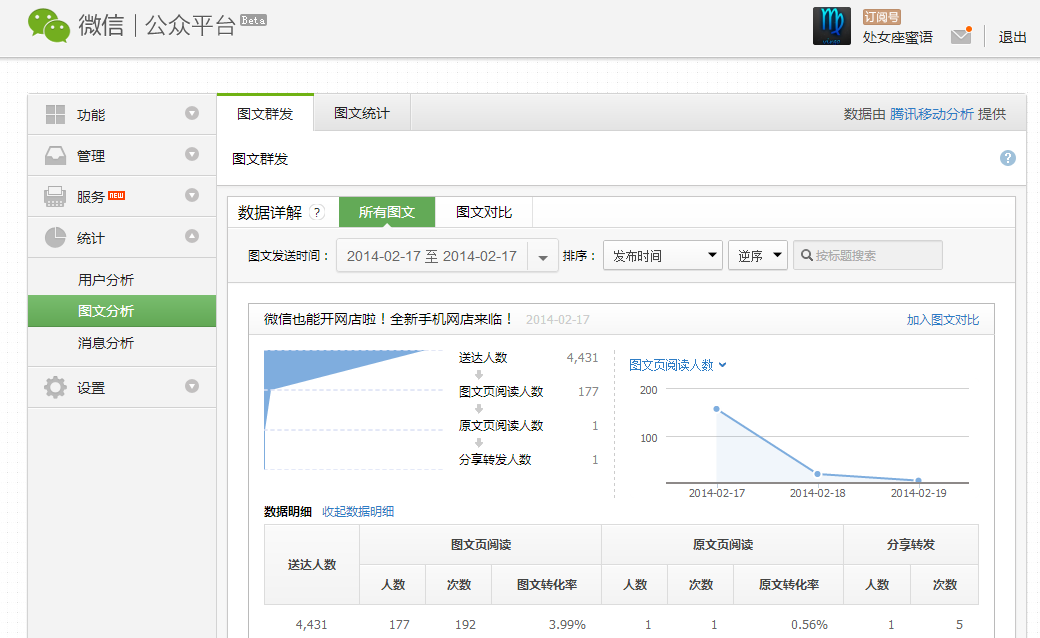 微信 公众平台 Beta
订阅号
处女座蜜语 退出
功能
管理
服务 NEW
统计
用户分析
图文分析
消息分析
设置
图文群发 图文统计 数据由 腾讯移动分析 提供
图文群发 ?
数据详解 ? 所有图文 图文对比
图文发送时间: 2014-02-17 至 2014-02-17 排序: 发布时间 逆序 按标题搜索
微信也能开网店啦!全新手机网店来临! 2014-02-17 加入图文对比
送达人数 4,431
图文页阅读人数 177
原文页阅读人数 1
分享转发人数 1
图文页阅读人数
200
100
2014-02-17 2014-02-18 2014-02-19
数据明细 收起数据明细
送达人数 图文页阅读 原文页阅读 分享转发
人数 次数 图文转化率 人数 次数 原文转化率 人数 次数
4,431 177 192 3.99% 1 1 0.56% 1 5